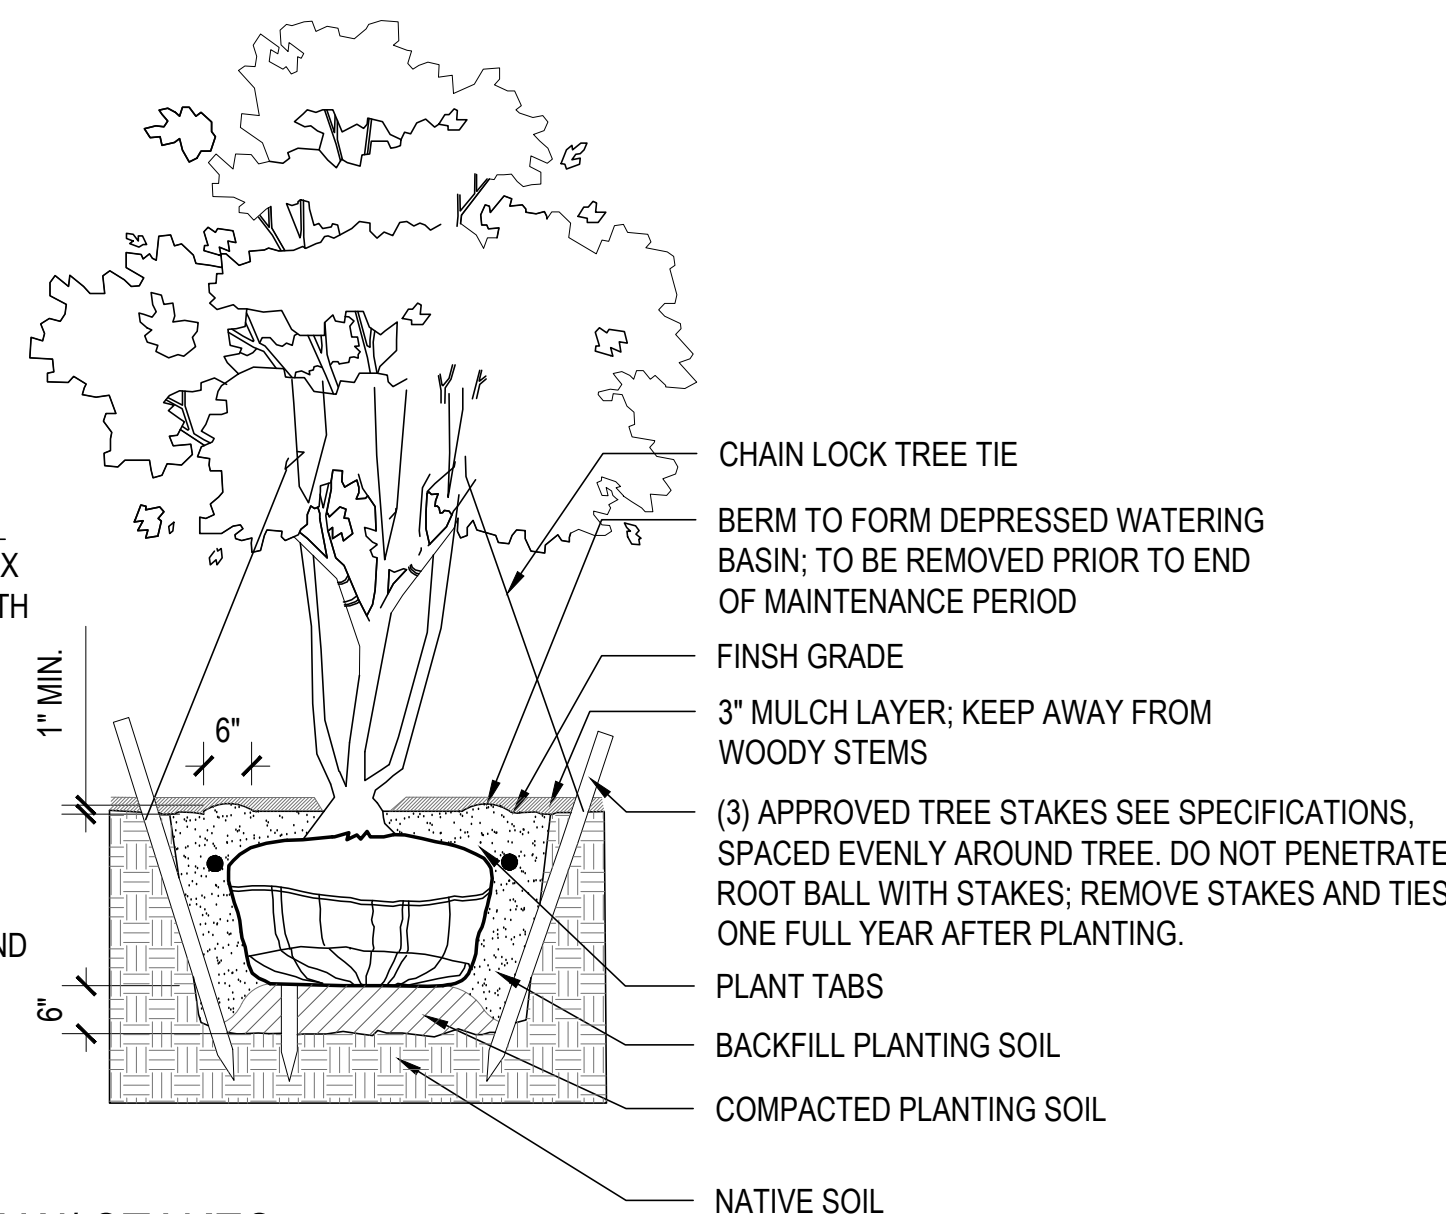 CHAIN LOCK TREE TIE
BERM TO FORM DEPRESSED WATERING
BASIN; TO BE REMOVED PRIOR TO END
OF MAINTENANCE PERIOD
FINSH GRADE
3" MULCH LAYER; KEEP AWAY FROM
WOODY STEMS
(3) APPROVED TREE STAKES SEE SPECIFICATIONS,
SPACED EVENLY AROUND TREE. DO NOT PENETRATE
ROOT BALL WITH STAKES; REMOVE STAKES AND TIES
ONE FULL YEAR AFTER PLANTING.
PLANT TABS
BACKFILL PLANTING SOIL
COMPACTED PLANTING SOIL
NATIVE SOIL
X
TH
1" MIN.
6"
ND
6"